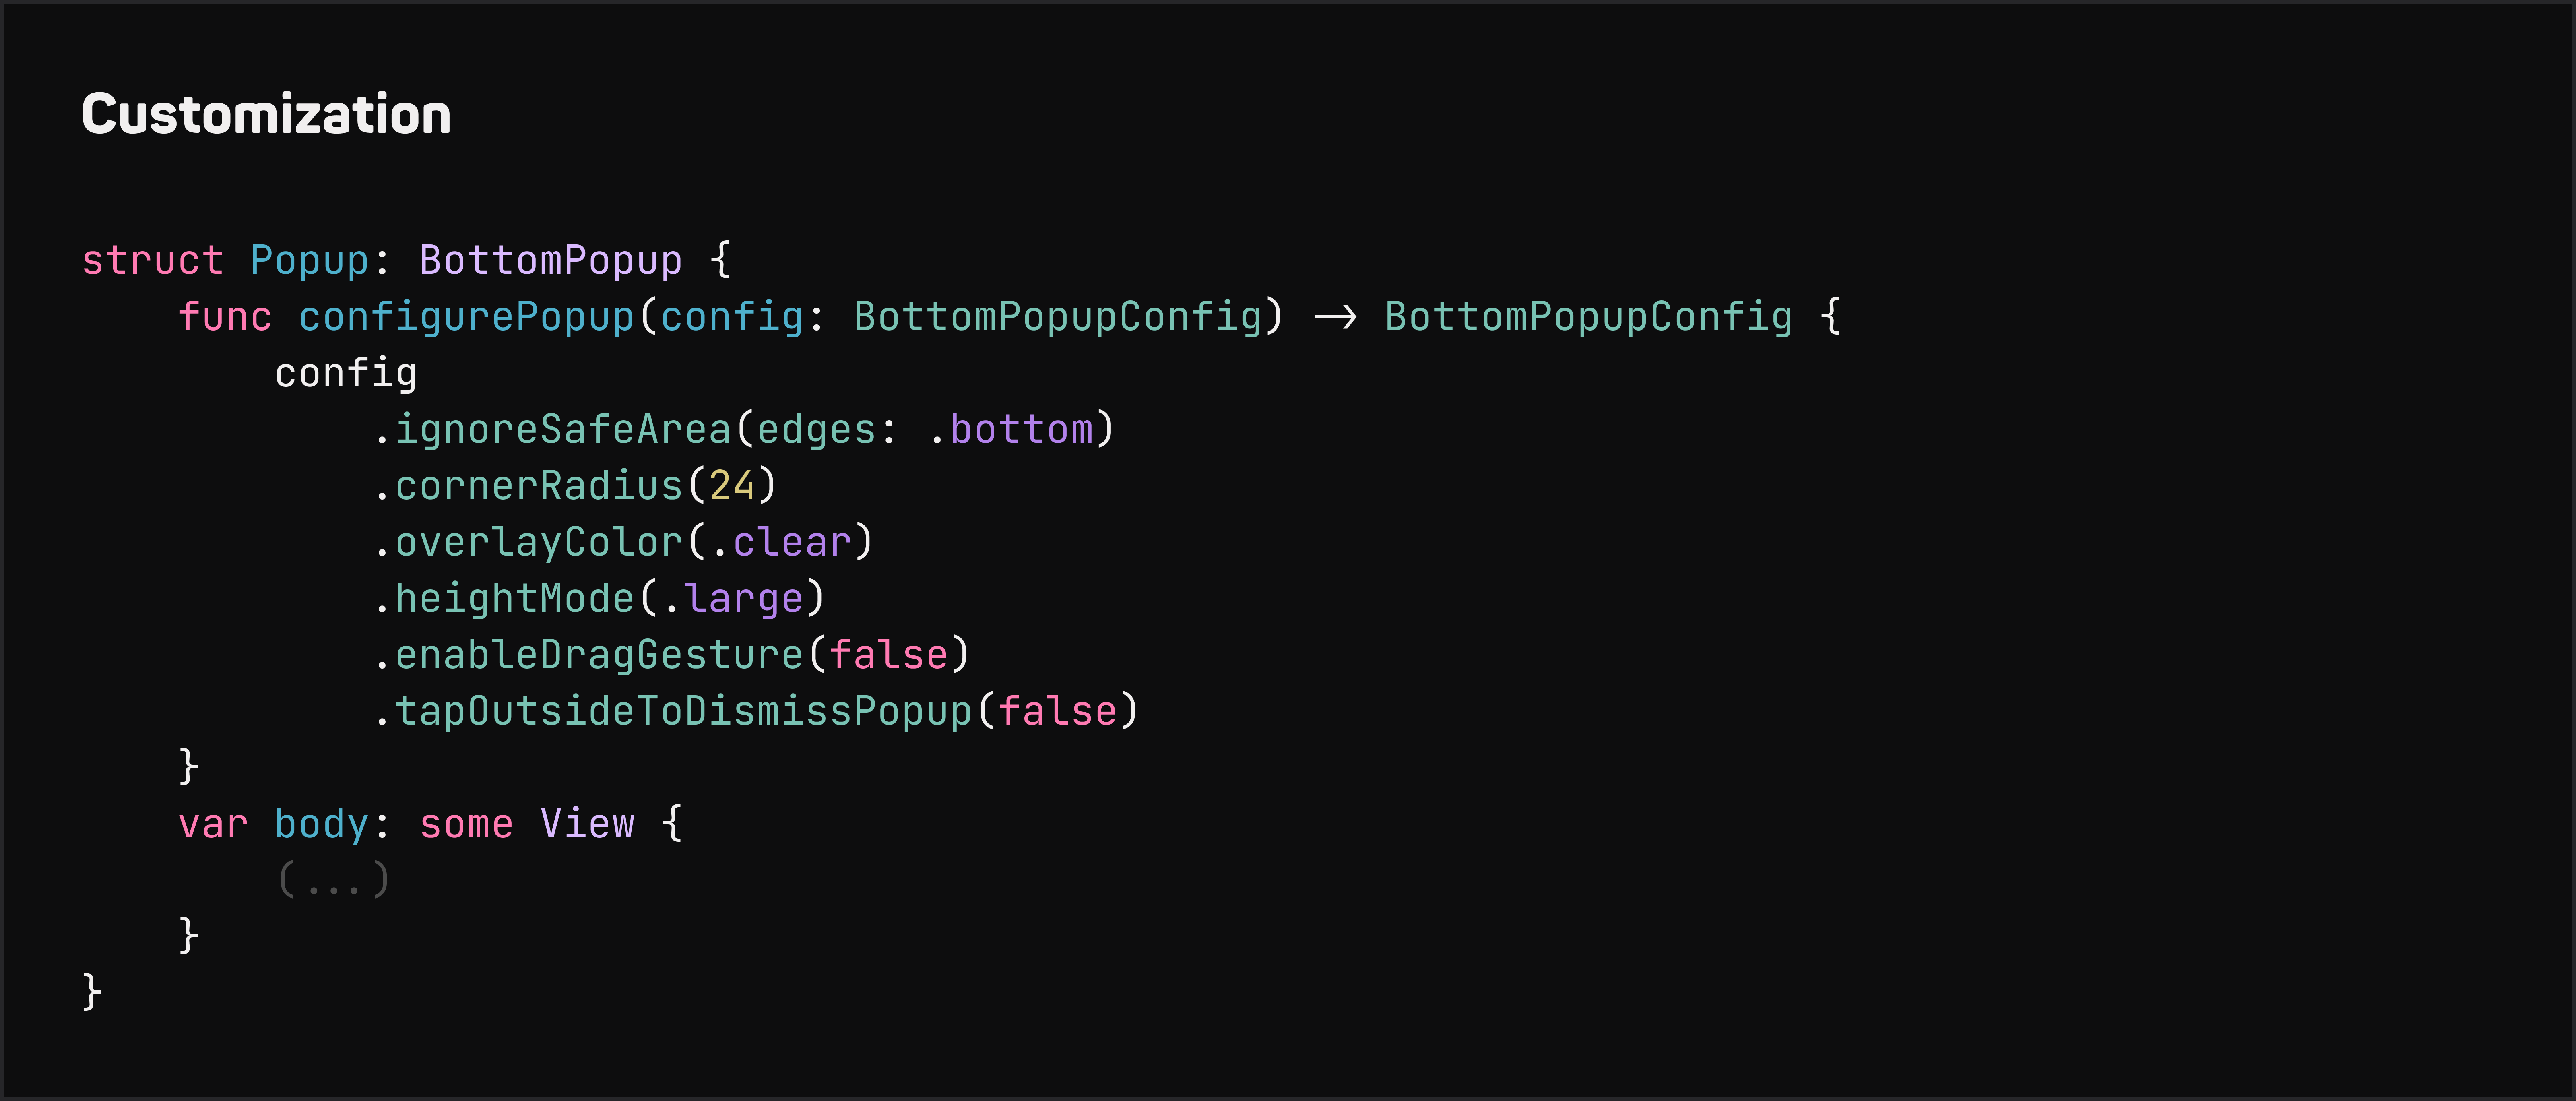 Customization
struct Popup: BottomPopup {
    func configurePopup(config: BottomPopupConfig) -> BottomPopupConfig {
        config
            .ignoreSafeArea(edges: .bottom)
            .cornerRadius(24)
            .overlayColor(.clear)
            .heightMode(.large)
            .enableDragGesture(false)
            .tapOutsideToDismissPopup(false)
    }
    var body: some View {
        (...)
    }
}